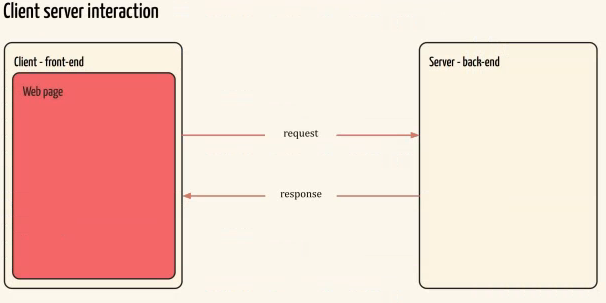 Client server interaction
Client - front-end
Server - back-end
Web page
request
response